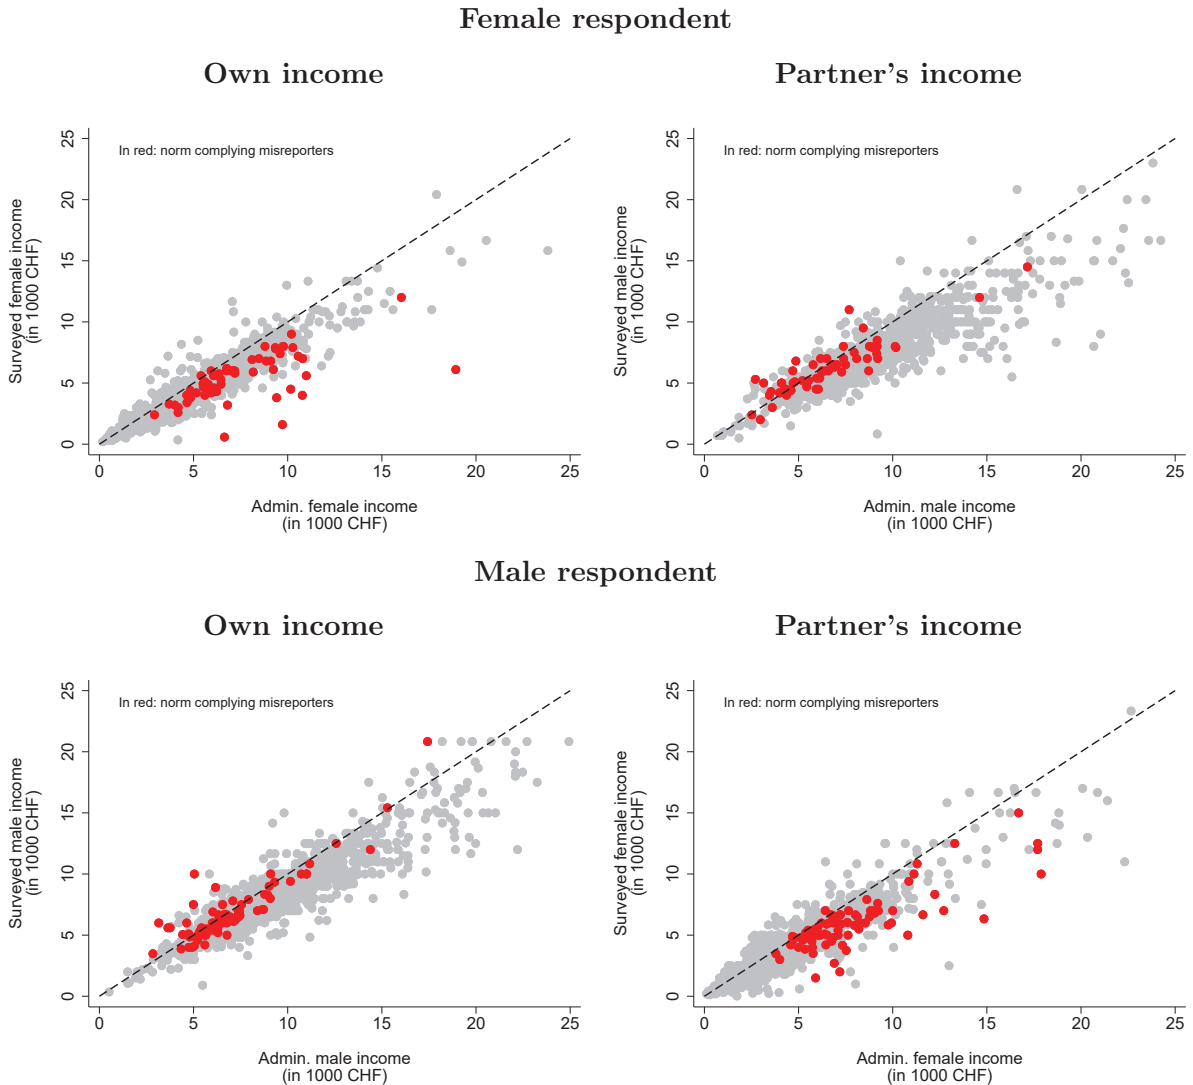 Female respondent
Own income
Partner's income
25
20
15
10
5
0
Surveyed female income
(in 1000 CHF)
In red: norm complying misreporters
0 5 10 15 20 25
Admin. female income
(in 1000 CHF)
25
20
15
10
5
0
Surveyed male income
(in 1000 CHF)
In red: norm complying misreporters
0 5 10 15 20 25
Admin. male income
(in 1000 CHF)
Male respondent
Own income
Partner's income
25
20
15
10
5
0
Surveyed male income
(in 1000 CHF)
In red: norm complying misreporters
0 5 10 15 20 25
Admin. male income
(in 1000 CHF)
25
20
15
10
5
0
Surveyed female income
(in 1000 CHF)
In red: norm complying misreporters
0 5 10 15 20 25
Admin. female income
(in 1000 CHF)